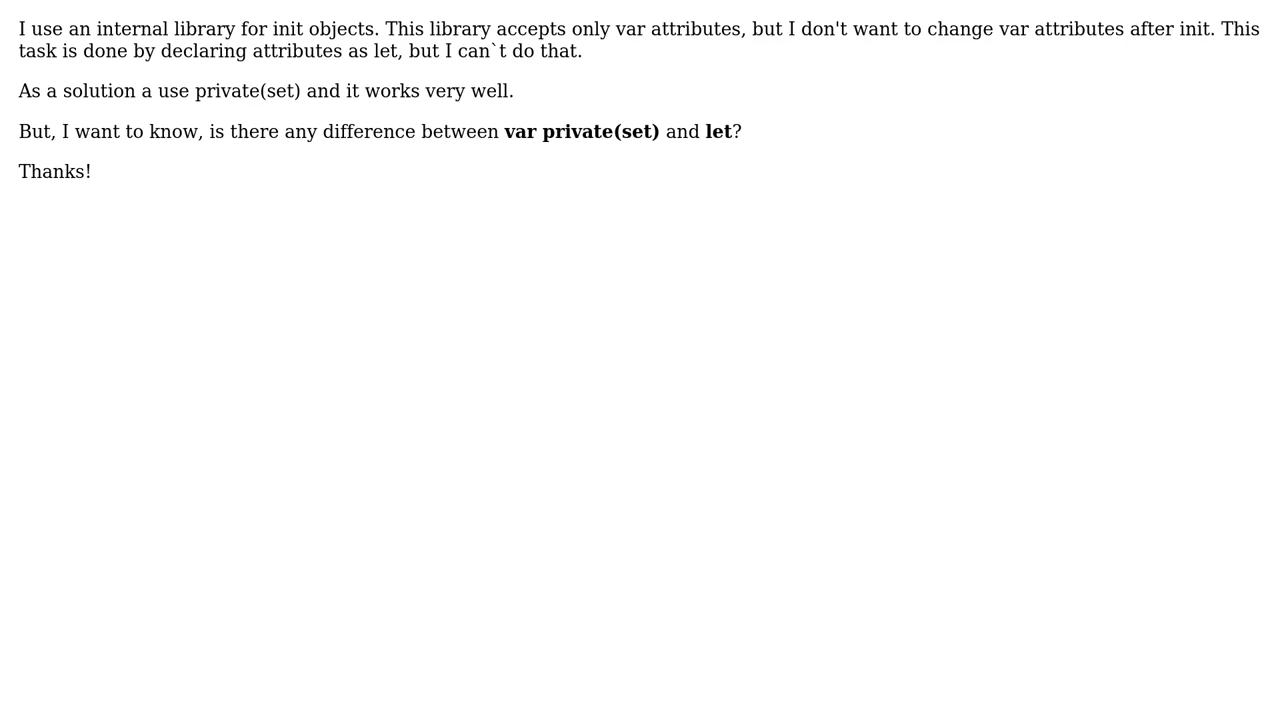 I use an internal library for init objects. This library accepts only var attributes, but I don't want to change var attributes after init. This
task is done by declaring attributes as let, but I can`t do that.
As a solution a use private(set) and it works very well.
But, I want to know, is there any difference between var private(set) and let?
Thanks!